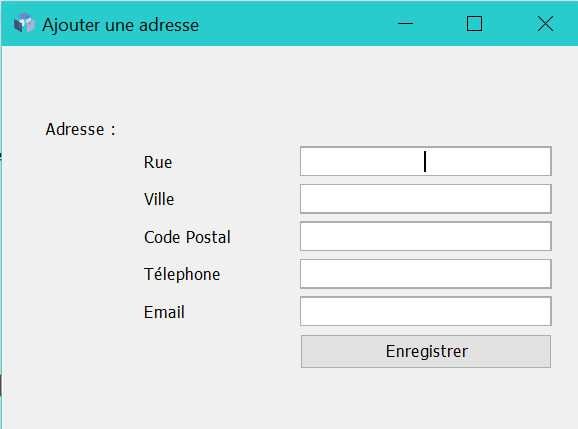 Ajouter une adresse
Adresse :
Rue
Ville
Code Postal
Télephone
Email
Enregistrer